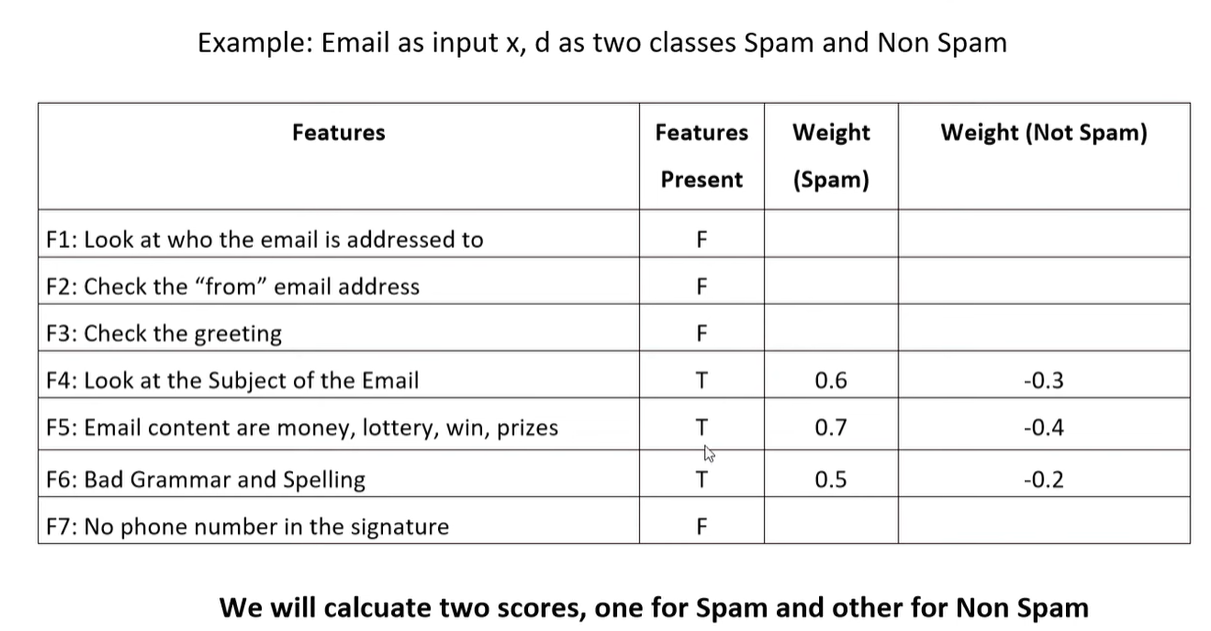 Example: Email as input x, d as two classes Spam and Non Spam
Features Features Present Weight (Spam) Weight (Not Spam)
F1: Look at who the email is addressed to F
F2: Check the “from” email address F
F3: Check the greeting F
F4: Look at the Subject of the Email T 0.6 -0.3
F5: Email content are money, lottery, win, prizes T 0.7 -0.4
F6: Bad Grammar and Spelling T 0.5 -0.2
F7: No phone number in the signature F
We will calcuate two scores, one for Spam and other for Non Spam